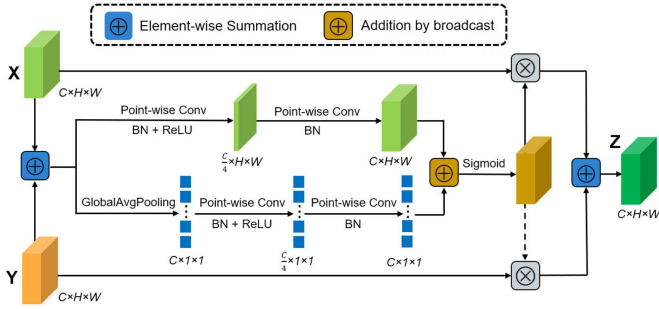 Element-wise Summation
Addition by broadcast
X
C×H×W
Point-wise Conv
BN + ReLU
C/4×H×W
Point-wise Conv
BN
C×H×W
GlobalAvgPooling
C×1×1
Point-wise Conv
BN + ReLU
C/4×1×1
Point-wise Conv
BN
C×1×1
Sigmoid
Z
C×H×W
Y
C×H×W